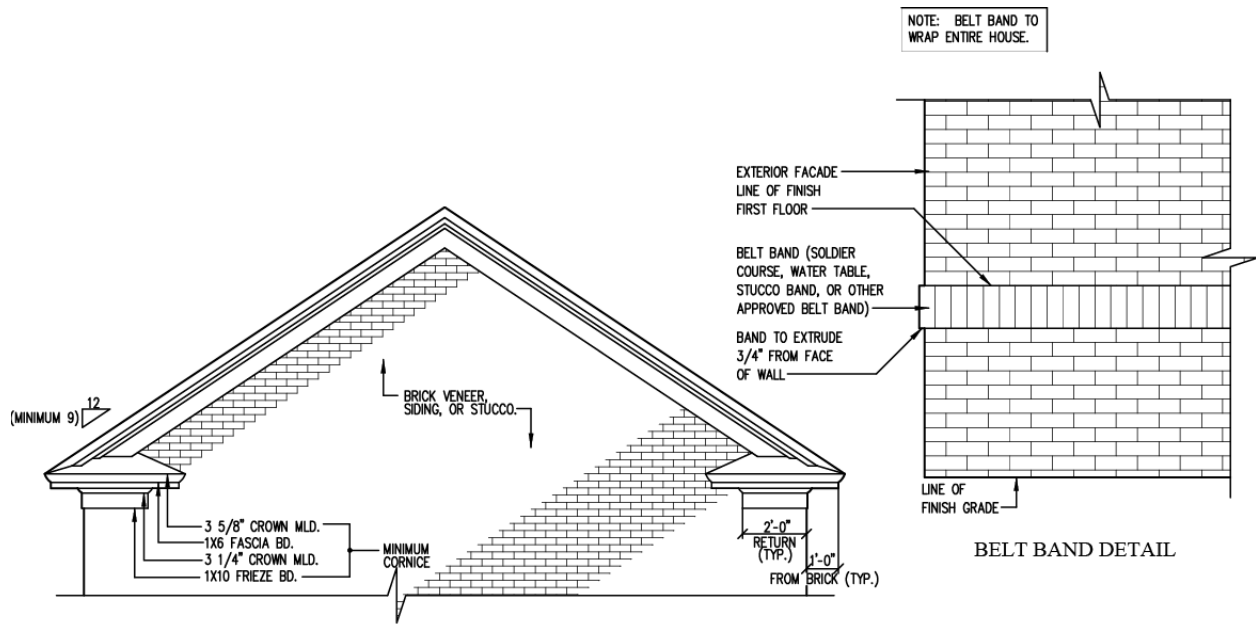 NOTE: BELT BAND TO
WRAP ENTIRE HOUSE.
EXTERIOR FACADE
LINE OF FINISH
FIRST FLOOR
BELT BAND (SOLDIER
COURSE, WATER TABLE,
STUCCO BAND, OR OTHER
APPROVED BELT BAND)
BAND TO EXTRUDE
3/4" FROM FACE
OF WALL
LINE OF
FINISH GRADE
BELT BAND DETAIL
12
(MINIMUM 9)
BRICK VENEER,
SIDING, OR STUCCO.
3 5/8" CROWN MLD.
1X6 FASCIA BD.
3 1/4" CROWN MLD.
1X10 FRIEZE BD.
MINIMUM
CORNICE
2'-0"
RETURN
(TYP.)
1'-0"
FROM BRICK (TYP.)